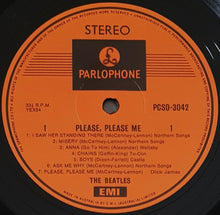 STEREO
PARLOPHONE
33⅓ R.P.M.
PCSO-3042
YEX94
1 PLEASE, PLEASE ME 1
1 I SAW HER STANDING THERE (McCartney-Lennon) Northern Songs
2 MISERY (McCartney-Lennon) Northern Songs
3 ANNA (Go To Him) (Alexander)
4 CHAINS (Goffin-King)
5 BOYS (Dixon-Farrell)
6 ASK ME WHY (McCartney-Lennon) Northern Songs
7 PLEASE, PLEASE ME (McCartney-Lennon) Dick James
THE BEATLES
EMI